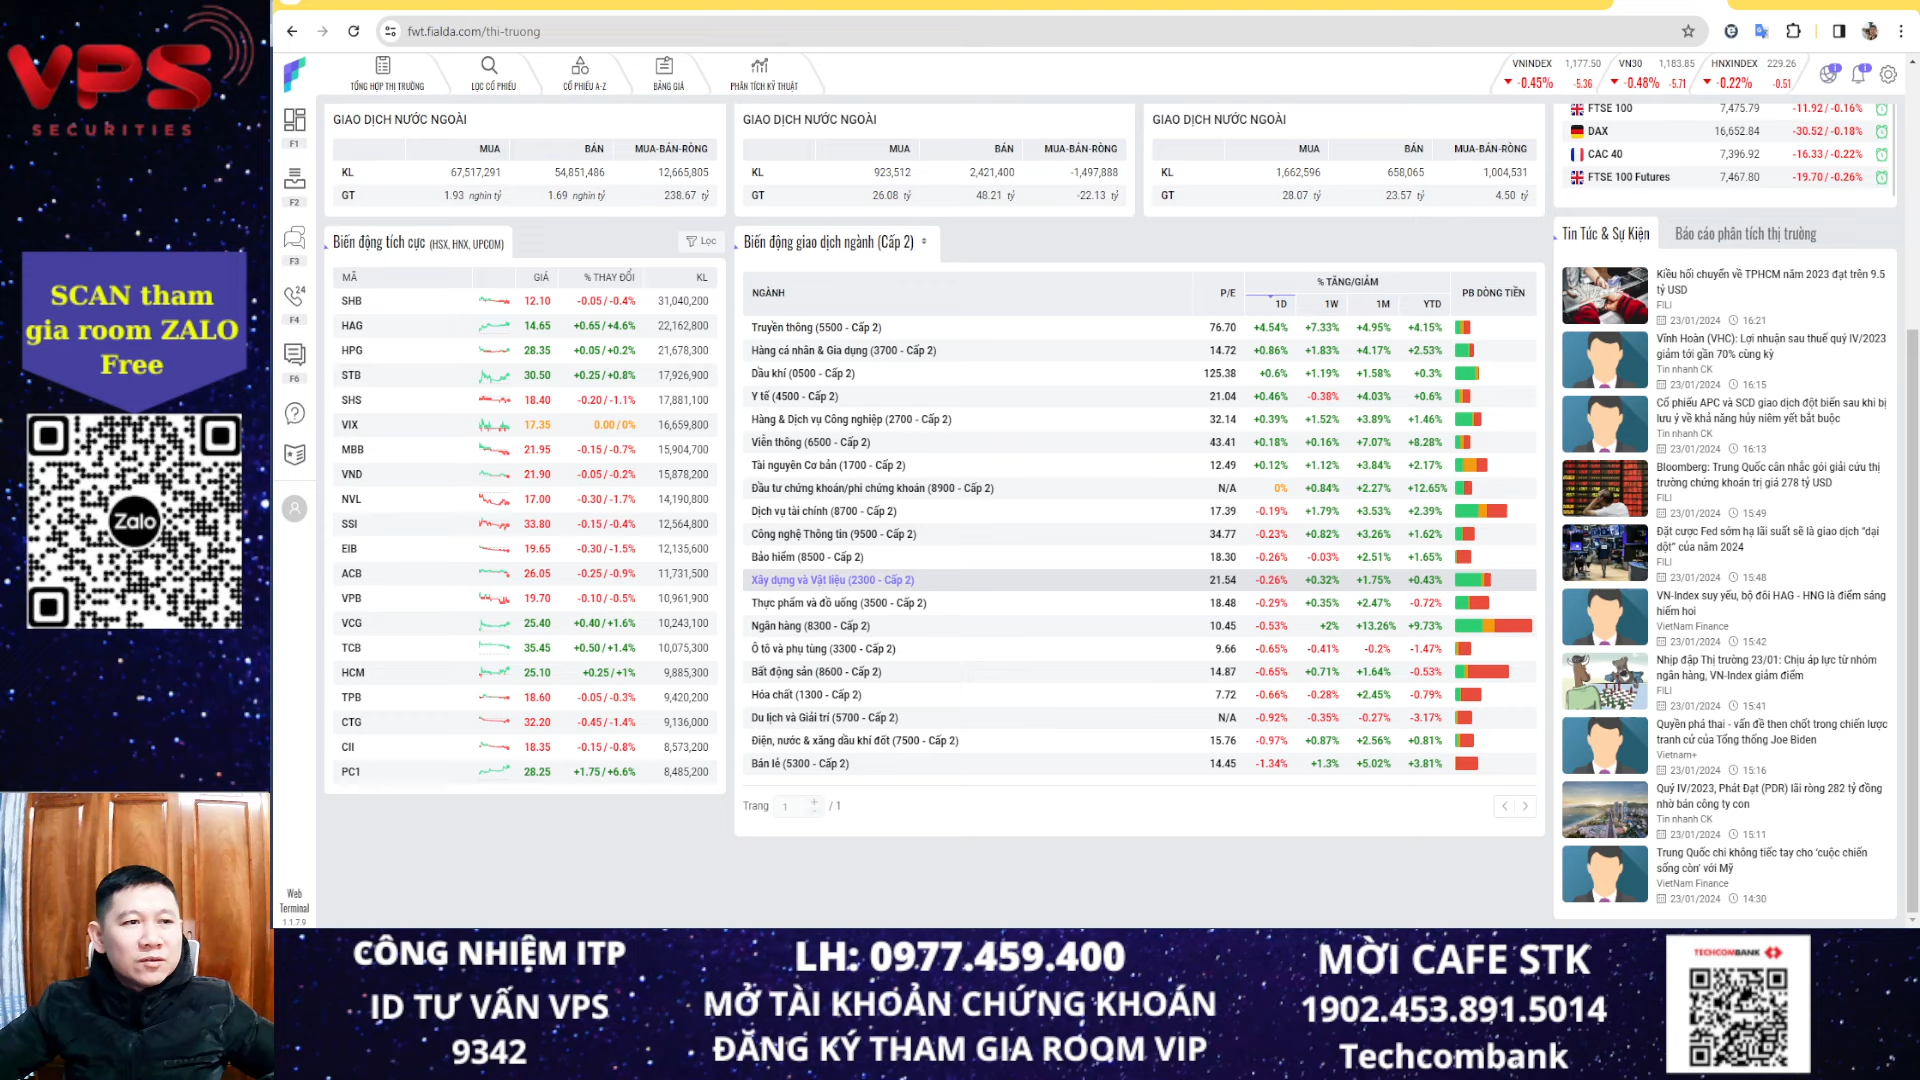 VPS
SECURITIES
SCAN tham
gia room ZALO
Free
Zalo
fwt.fialda.com/thi-truong
TỔNG HỢP THỊ TRƯỜNG
LỌC CỔ PHIẾU
CỔ PHIẾU A-Z
BẢNG GIÁ
PHÂN TÍCH KỸ THUẬT
VNINDEX 1,177.50
-0.45% -5.36
VN30 1,183.85
-0.48% -5.71
HNXINDEX 229.26
-0.22% -0.51
F1
F2
F3
24
F4
F6
Web
Terminal
1.1.7.9
GIAO DỊCH NƯỚC NGOÀI
MUA BÁN MUA-BÁN-RÒNG
KL 67,517,291 54,851,486 12,665,805
GT 1.93 nghìn tỷ 1.69 nghìn tỷ 238.67 tỷ
GIAO DỊCH NƯỚC NGOÀI
MUA BÁN MUA-BÁN-RÒNG
KL 923,512 2,421,400 -1,497,888
GT 26.08 tỷ 48.21 tỷ -22.13 tỷ
GIAO DỊCH NƯỚC NGOÀI
MUA BÁN MUA-BÁN-RÒNG
KL 1,662,596 658,065 1,004,531
GT 28.07 tỷ 23.57 tỷ 4.50 tỷ
FTSE 100 7,475.79 -11.92 / -0.16%
DAX 16,652.84 -30.52 / -0.18%
CAC 40 7,396.92 -16.33 / -0.22%
FTSE 100 Futures 7,467.80 -19.70 / -0.26%
Biến động tích cực (HSX, HNX, UPCOM)
Lọc
MÃ GIÁ % THAY ĐỔI KL
SHB 12.10 -0.05 / -0.4% 31,040,200
HAG 14.65 +0.65 / +4.6% 22,162,800
HPG 28.35 +0.05 / +0.2% 21,678,300
STB 30.50 +0.25 / +0.8% 17,926,900
SHS 18.40 -0.20 / -1.1% 17,881,100
VIX 17.35 0.00 / 0% 16,659,800
MBB 21.95 -0.15 / -0.7% 15,904,700
VND 21.90 -0.05 / -0.2% 15,878,200
NVL 17.00 -0.30 / -1.7% 14,190,800
SSI 33.80 -0.15 / -0.4% 12,564,800
EIB 19.65 -0.30 / -1.5% 12,135,600
ACB 26.05 -0.25 / -0.9% 11,731,500
VPB 19.70 -0.10 / -0.5% 10,961,900
VCG 25.40 +0.40 / +1.6% 10,243,100
TCB 35.45 +0.50 / +1.4% 10,075,300
HCM 25.10 +0.25 / +1% 9,885,300
TPB 18.60 -0.05 / -0.3% 9,420,200
CTG 32.20 -0.45 / -1.4% 9,136,000
CII 18.35 -0.15 / -0.8% 8,573,200
PC1 28.25 +1.75 / +6.6% 8,485,200
Biến động giao dịch ngành (Cấp 2)
NGÀNH P/E % TĂNG/GIẢM PB DÒNG TIỀN
1D 1W 1M YTD
Truyền thông (5500 - Cấp 2) 76.70 +4.54% +7.33% +4.95% +4.15%
Hàng cá nhân & Gia dụng (3700 - Cấp 2) 14.72 +0.86% +1.83% +4.17% +2.53%
Dầu khí (0500 - Cấp 2) 125.38 +0.6% +1.19% +1.58% +0.3%
Y tế (4500 - Cấp 2) 21.04 +0.46% -0.38% +4.03% +0.6%
Hàng & Dịch vụ Công nghiệp (2700 - Cấp 2) 32.14 +0.39% +1.52% +3.89% +1.46%
Viễn thông (6500 - Cấp 2) 43.41 +0.18% +0.16% +7.07% +8.28%
Tài nguyên Cơ bản (1700 - Cấp 2) 12.49 +0.12% +1.12% +3.84% +2.17%
Đầu tư chứng khoán/phi chứng khoán (8900 - Cấp 2) N/A 0% +0.84% +2.27% +12.65%
Dịch vụ tài chính (8700 - Cấp 2) 17.39 -0.19% +1.79% +3.53% +2.39%
Công nghệ Thông tin (9500 - Cấp 2) 34.77 -0.23% +0.82% +3.26% +1.62%
Bảo hiểm (8500 - Cấp 2) 18.30 -0.26% -0.03% +2.51% +1.65%
Xây dựng và Vật liệu (2300 - Cấp 2) 21.54 -0.26% +0.32% +1.75% +0.43%
Thực phẩm và đồ uống (3500 - Cấp 2) 18.48 -0.29% +0.35% +2.47% -0.72%
Ngân hàng (8300 - Cấp 2) 10.45 -0.53% +2% +13.26% +9.73%
Ô tô và phụ tùng (3300 - Cấp 2) 9.66 -0.65% -0.41% -0.2% -1.47%
Bất động sản (8600 - Cấp 2) 14.87 -0.65% +0.71% +1.64% -0.53%
Hóa chất (1300 - Cấp 2) 7.72 -0.66% -0.28% +2.45% -0.79%
Du lịch và Giải trí (5700 - Cấp 2) N/A -0.92% -0.35% -0.27% -3.17%
Điện, nước & xăng dầu khí đốt (7500 - Cấp 2) 15.76 -0.97% +0.87% +2.56% +0.81%
Bán lẻ (5300 - Cấp 2) 14.45 -1.34% +1.3% +5.02% +3.81%
Trang 1 / 1
Tin Tức & Sự Kiện
Báo cáo phân tích thị trường
Kiều hối chuyển về TPHCM năm 2023 đạt trên 9.5
tỷ USD
FILI
23/01/2024 16:21
Vĩnh Hoàn (VHC): Lợi nhuận sau thuế quý IV/2023
giảm tới gần 70% cùng kỳ
Tin nhanh CK
23/01/2024 16:15
Cổ phiếu APC và SCD giao dịch đột biến sau khi bị
lưu ý về khả năng hủy niêm yết bắt buộc
Tin nhanh CK
23/01/2024 16:13
Bloomberg: Trung Quốc cân nhắc gói giải cứu thị
trường chứng khoán trị giá 278 tỷ USD
FILI
23/01/2024 15:49
Đặt cược Fed sớm hạ lãi suất sẽ là giao dịch “dại
dột” của năm 2024
FILI
23/01/2024 15:48
VN-Index suy yếu, bộ đôi HAG - HNG là điểm sáng
hiếm hoi
VietNam Finance
23/01/2024 15:42
Nhịp đập Thị trường 23/01: Chịu áp lực từ nhóm
ngân hàng, VN-Index giảm điểm
FILI
23/01/2024 15:41
Quyền phá thai - vấn đề then chốt trong chiến lược
tranh cử của Tổng thống Joe Biden
Vietnam+
23/01/2024 15:16
Quý IV/2023, Phát Đạt (PDR) lãi ròng 282 tỷ đồng
nhờ bán công ty con
Tin nhanh CK
23/01/2024 15:11
Trung Quốc chi không tiếc tay cho ‘cuộc chiến
sống còn’ với Mỹ
VietNam Finance
23/01/2024 14:30
CÔNG NHIỆM ITP
ID TƯ VẤN VPS
9342
LH: 0977.459.400
MỞ TÀI KHOẢN CHỨNG KHOÁN
ĐĂNG KÝ THAM GIA ROOM VIP
MỜI CAFE STK
1902.453.891.5014
Techcombank
TECHCOMBANK